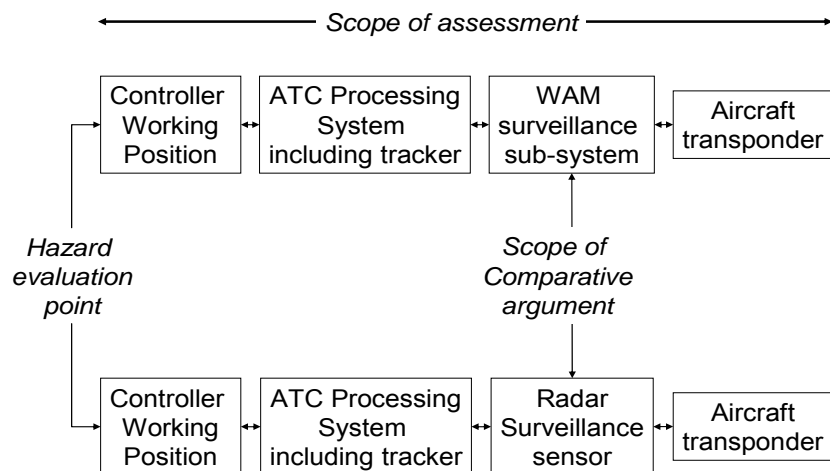 Scope of assessment
Controller
Working
Position
ATC Processing
System
including tracker
WAM
surveillance
sub-system
Aircraft
transponder
Hazard
evaluation
point
Scope of
Comparative
argument
Controller
Working
Position
ATC Processing
System
including tracker
Radar
Surveillance
sensor
Aircraft
transponder